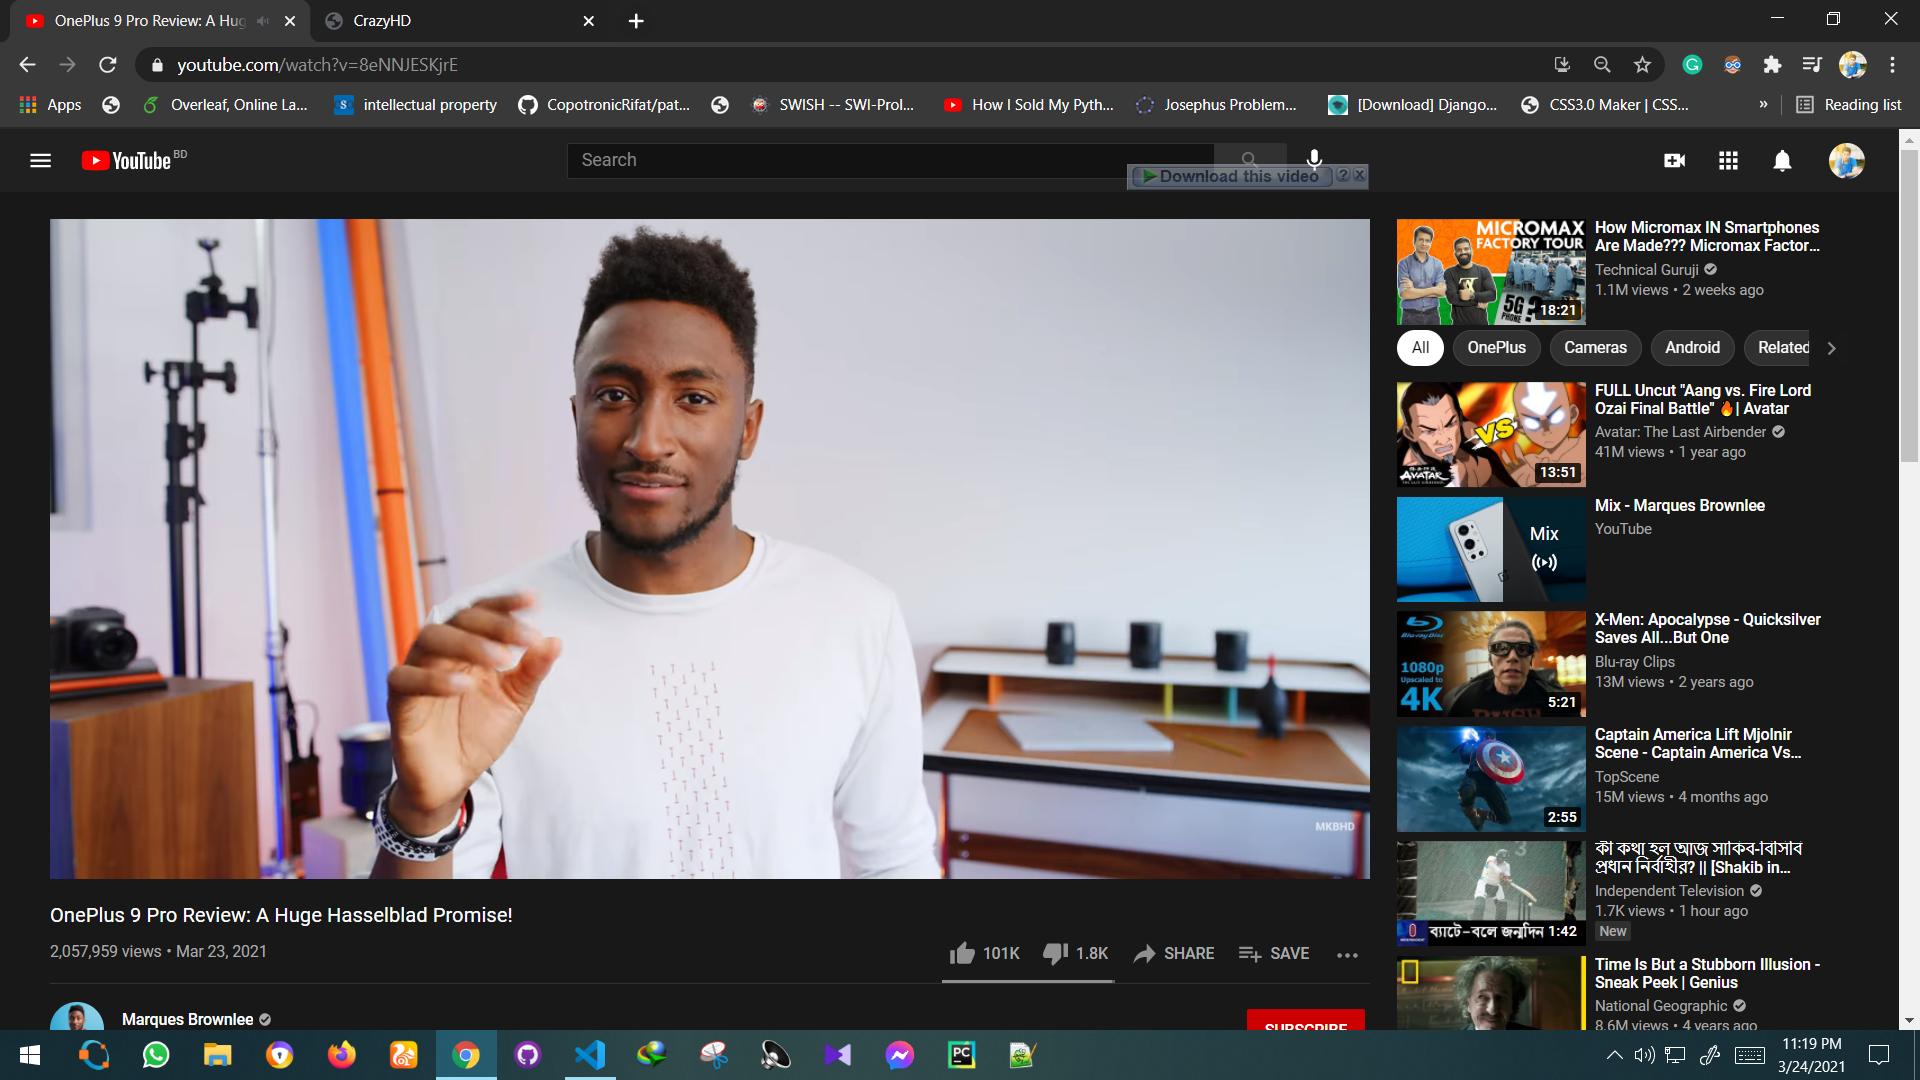 OnePlus 9 Pro Review: A Hug
CrazyHD
youtube.com/watch?v=8eNNJESKjrE
Apps
Overleaf, Online La...
intellectual property
CopotronicRifat/pat...
SWISH -- SWI-Prol...
How I Sold My Pyth...
Josephus Problem...
[Download] Django...
CSS3.0 Maker | CSS...
»
Reading list
YouTube BD
Search
Download this video
MKBHD
OnePlus 9 Pro Review: A Huge Hasselblad Promise!
2,057,959 views • Mar 23, 2021
101K
1.8K
SHARE
SAVE
Marques Brownlee
SUBSCRIBE
MICROMAX
FACTORY TOUR
5G ?
PHONE
18:21
How Micromax IN Smartphones
Are Made??? Micromax Factor...
Technical Guruji
1.1M views • 2 weeks ago
All
OnePlus
Cameras
Android
Related
VS
AVATAR
13:51
FULL Uncut "Aang vs. Fire Lord
Ozai Final Battle" 🔥| Avatar
Avatar: The Last Airbender
41M views • 1 year ago
Mix
Mix - Marques Brownlee
YouTube
Blu-ray Disc
1080p
Upscaled to
4K
5:21
X-Men: Apocalypse - Quicksilver
Saves All...But One
Blu-ray Clips
13M views • 2 years ago
2:55
Captain America Lift Mjolnir
Scene - Captain America Vs...
TopScene
15M views • 4 months ago
3
ব্যাটে-বলে জন্মদিন
1:42
কী কথা হল আজ সাকিব-বিসিবি
প্রধান নির্বাহীর? || [Shakib in...
Independent Television
1.7K views • 1 hour ago
New
Time Is But a Stubborn Illusion -
Sneak Peek | Genius
National Geographic
8.6M views • 4 years ago
PC
11:19 PM
3/24/2021